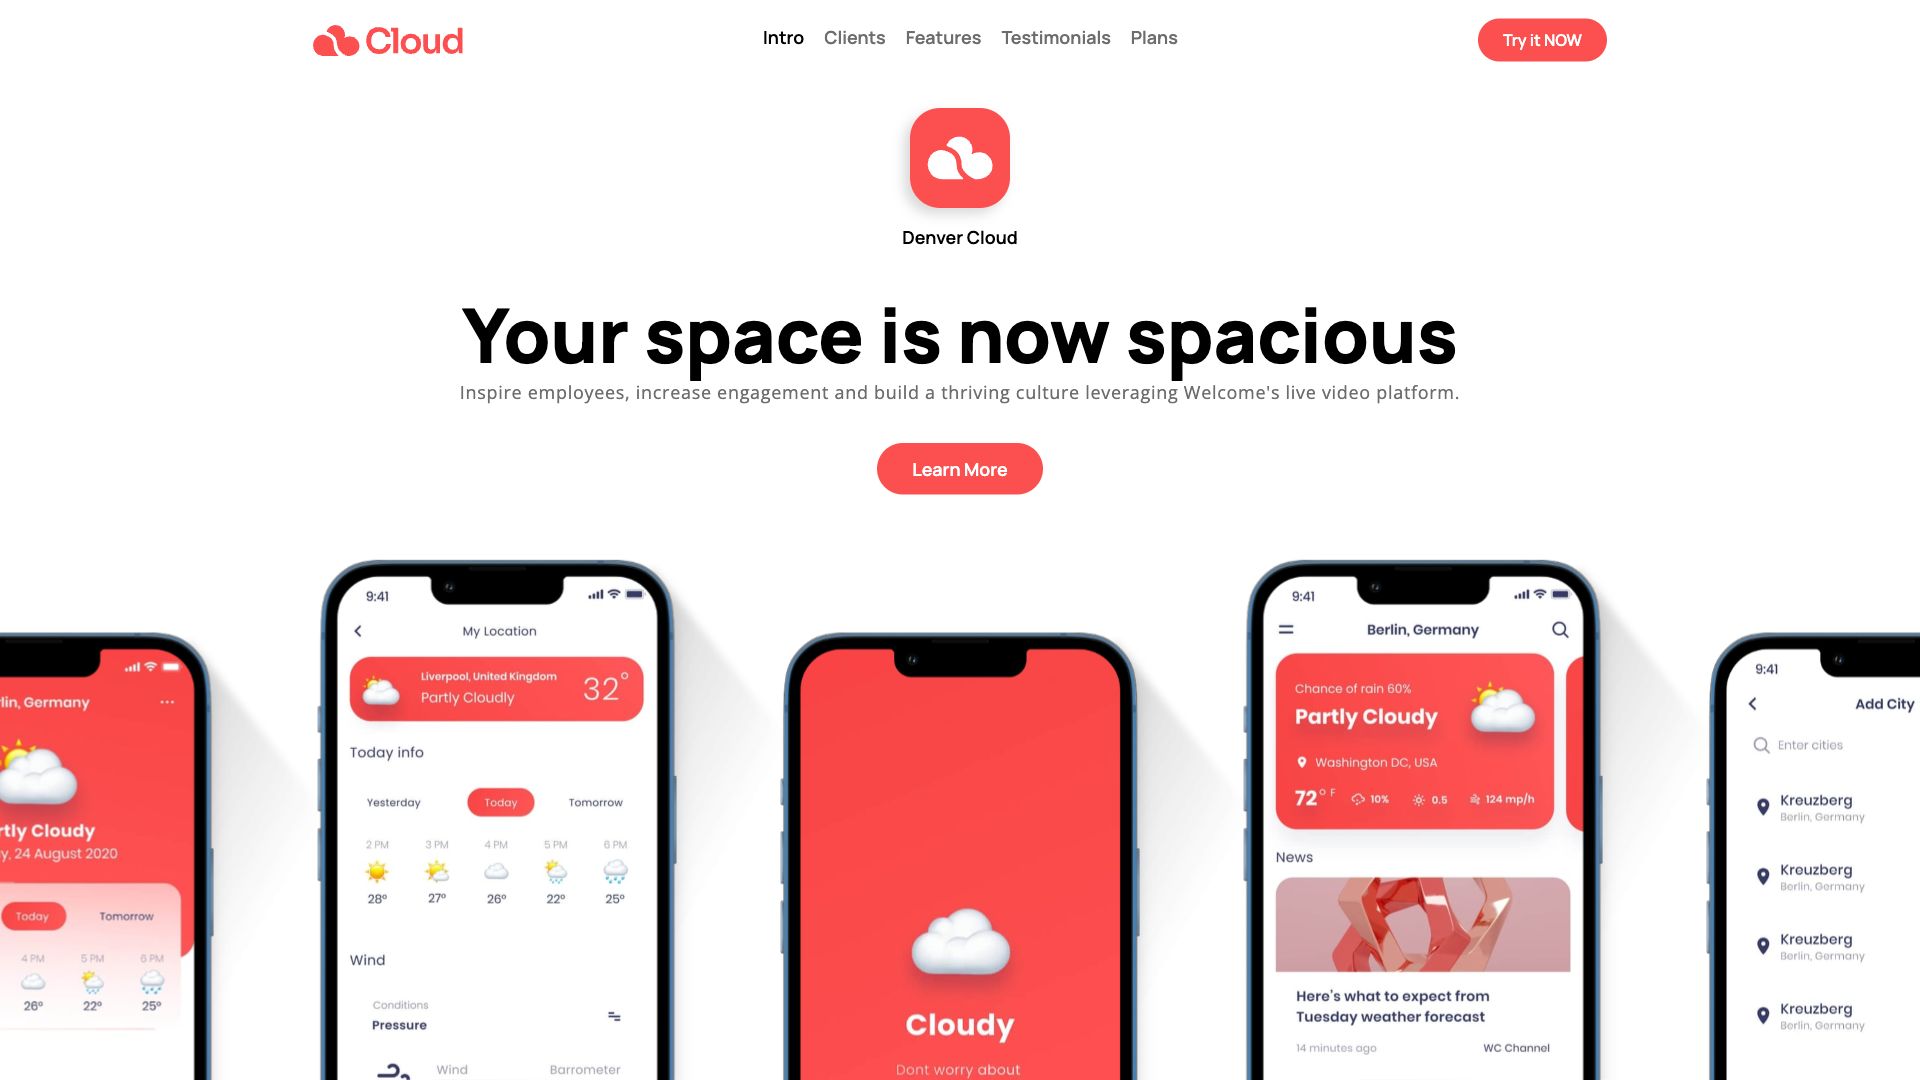 Cloud
Intro Clients Features Testimonials Plans
Try it NOW
Denver Cloud
Your space is now spacious
Inspire employees, increase engagement and build a thriving culture leveraging Welcome's live video platform.
Learn More
Germany
Cloudy
24 August 2020
Today Tomorrow
4 PM 5 PM 6 PM
26° 22° 25°
9:41
My Location
Liverpool, United Kingdom
Partly Cloudly
32°
Today info
Yesterday Today Tomorrow
2 PM 3 PM 4 PM 5 PM 6 PM
28° 27° 26° 22° 25°
Wind
Conditions
Pressure
Wind Barrometer
Cloudy
Dont worry about
9:41
Berlin, Germany
Chance of rain 60%
Partly Cloudy
Washington DC, USA
72° F 10% 0.5 124 mp/h
News
Here's what to expect from
Tuesday weather forecast
14 minutes ago WC Channel
9:41
Add City
Enter cities
Kreuzberg
Berlin, Germany
Kreuzberg
Berlin, Germany
Kreuzberg
Berlin, Germany
Kreuzberg
Berlin, Germany